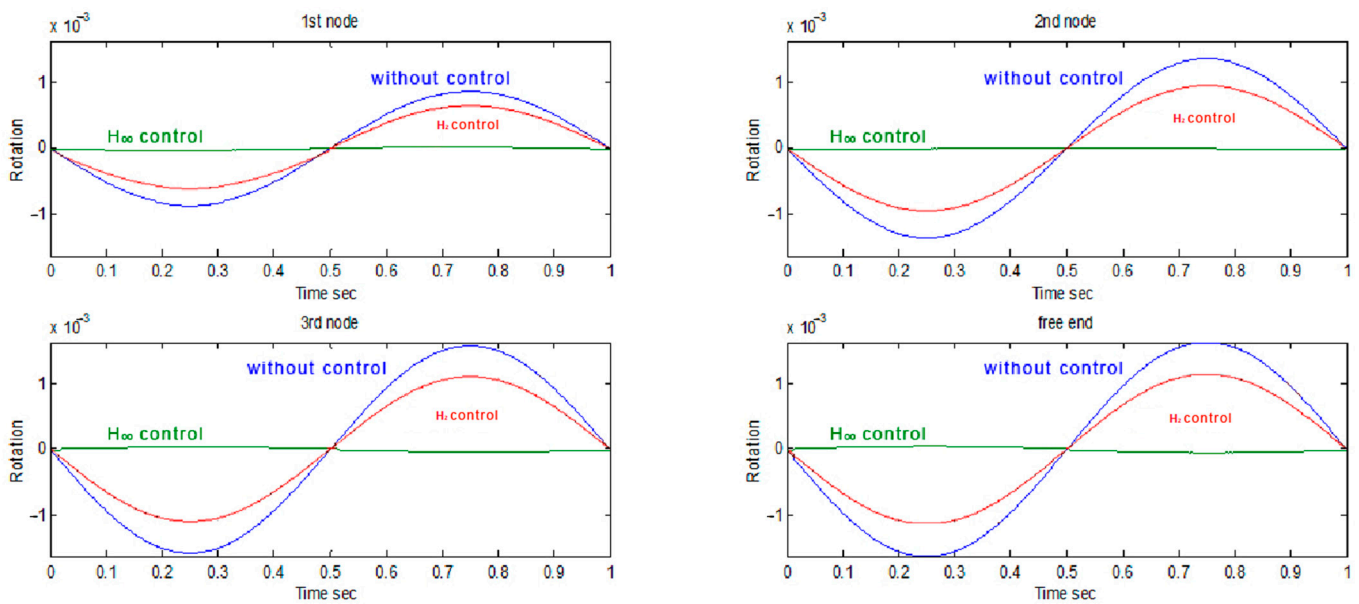 x 10⁻³
1st node
1
0
−1
Rotation
without control
H∞ control
H₂ control
0 0.1 0.2 0.3 0.4 0.5 0.6 0.7 0.8 0.9 1
Time sec
x 10⁻³
2nd node
1
0
−1
Rotation
without control
H∞ control
H₂ control
0 0.1 0.2 0.3 0.4 0.5 0.6 0.7 0.8 0.9 1
Time sec
x 10⁻³
3rd node
1
0
−1
Rotation
without control
H₂ control
H∞ control
0 0.1 0.2 0.3 0.4 0.5 0.6 0.7 0.8 0.9 1
Time sec
x 10⁻³
free end
1
0
−1
Rotation
without control
H₂ control
H∞ control
0 0.1 0.2 0.3 0.4 0.5 0.6 0.7 0.8 0.9 1
Time sec